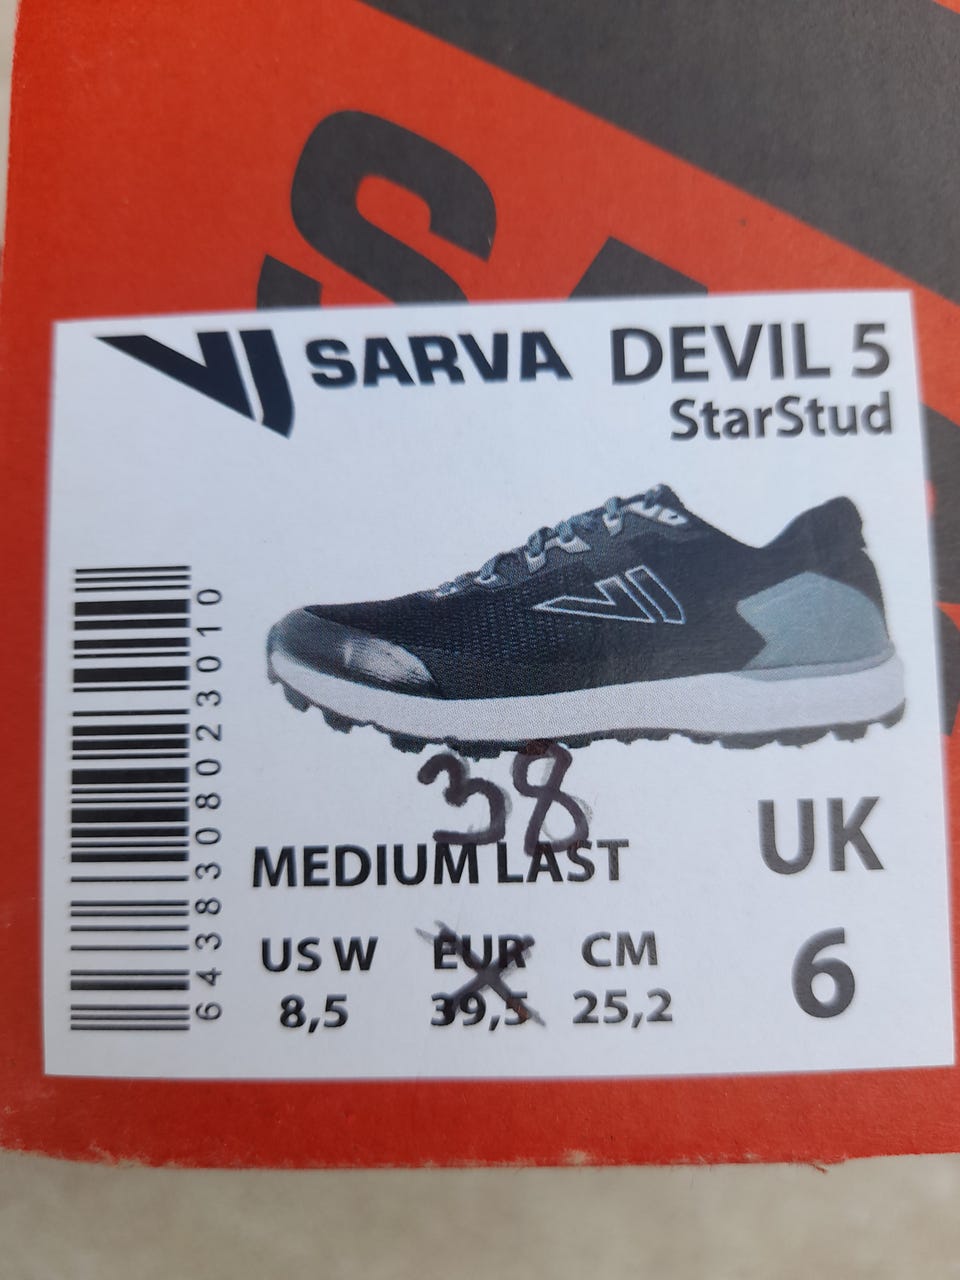 VJ SARVA DEVIL 5
StarStud
38
MEDIUM LAST
UK
US W EUR CM
8,5 39,5 25,2
6
6438308023010